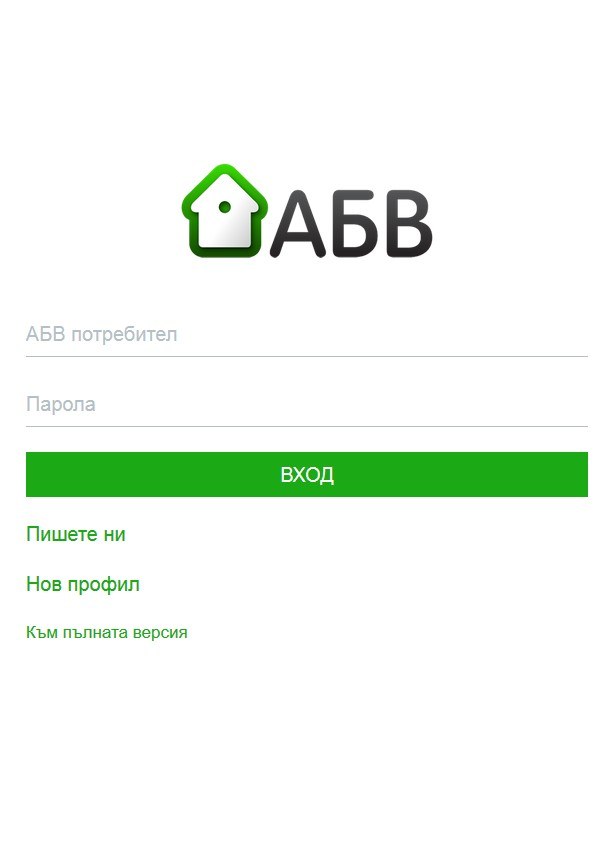 АБВ
АБВ потребител
Парола
ВХОД
Пишете ни
Нов профил
Към пълната версия